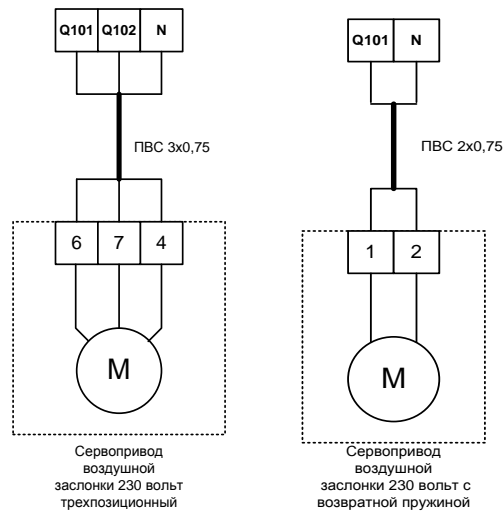 Q101 Q102 N
ПВС 3х0,75
6 7 4
М
Сервопривод
воздушной
заслонки 230 вольт
трехпозиционный
Q101 N
ПВС 2х0,75
1 2
М
Сервопривод
воздушной
заслонки 230 вольт с
возвратной пружиной